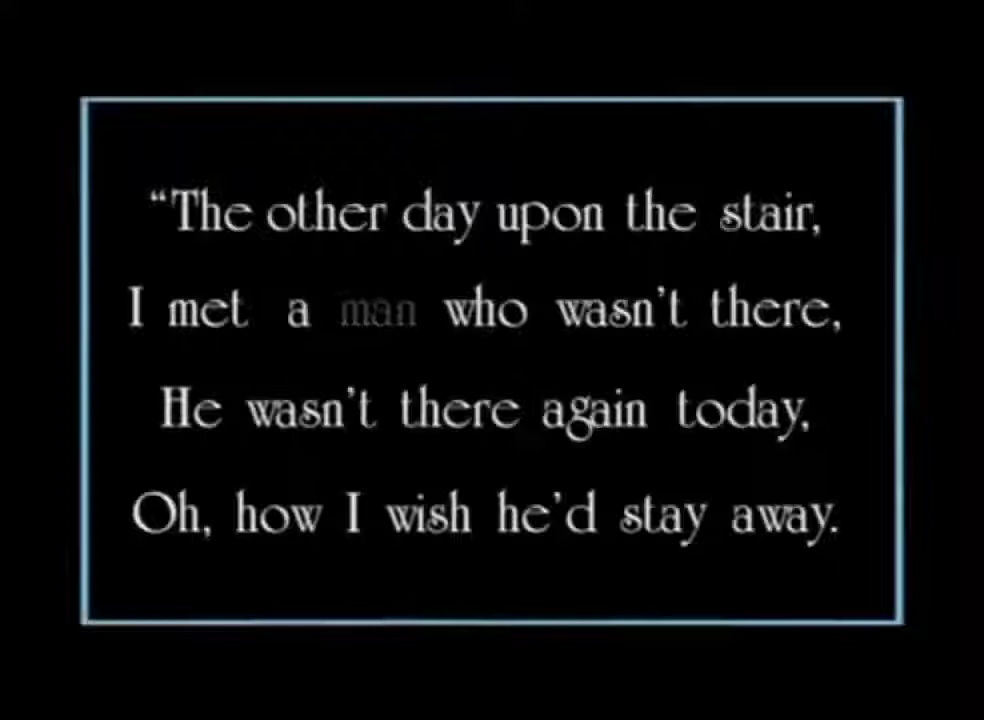 “The other day upon the stair,
I met a man who wasn't there,
He wasn't there again today,
Oh, how I wish he'd stay away.